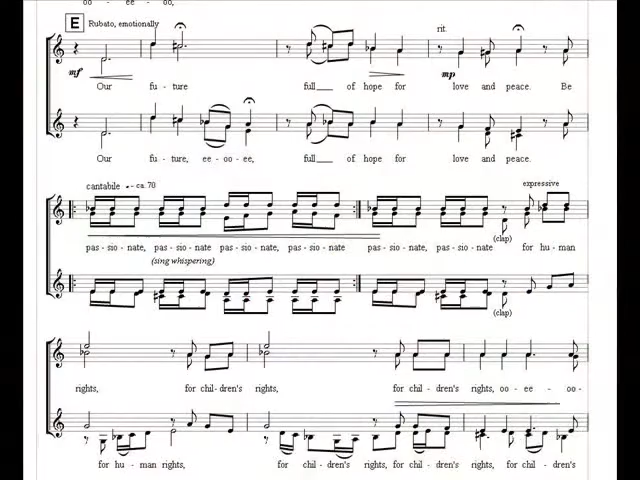 oo - ee - oo,
E Rubato, emotionally
rit.
mf mp
Our fu - ture full___ of hope for love and peace. Be
Our fu - ture, ee - oo - ee, full___ of hope for love and peace.
cantabile ca. 70 expressive
pas - sio - nate, pas - sio - nate pas - sio - nate, pas - sio - nate pas - sio - nate, pas - sio - nate (clap) for hu - man
(sing whispering)
(clap)
rights, for chil - dren's rights, for chil - dren's rights, oo - ee - oo -
for hu - man rights, for chil - dren's rights, for chil - dren's rights, for chil - dren's